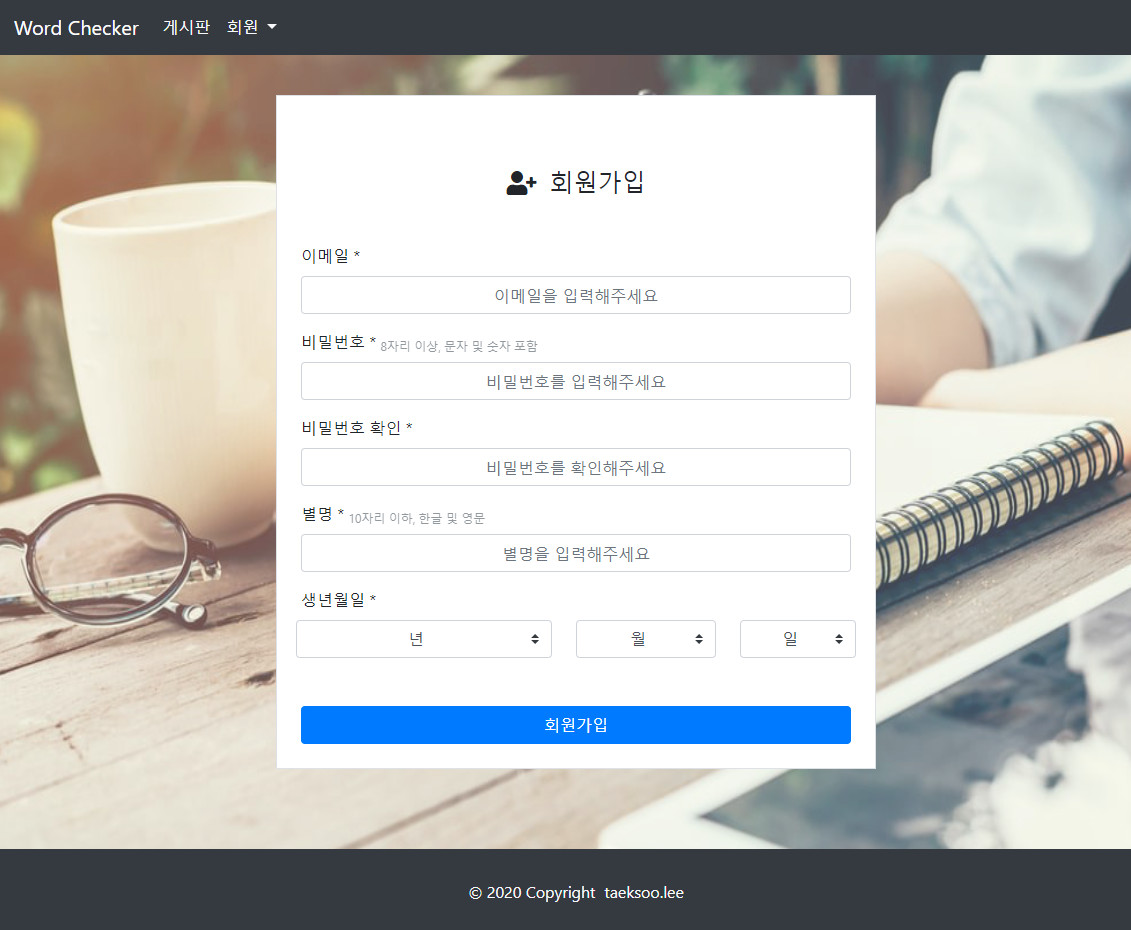 Word Checker 게시판 회원
회원가입
이메일 *
이메일을 입력해주세요
비밀번호 * 8자리 이상, 문자 및 숫자 포함
비밀번호를 입력해주세요
비밀번호 확인 *
비밀번호를 확인해주세요
별명 * 10자리 이하, 한글 및 영문
별명을 입력해주세요
생년월일 *
년 월 일
회원가입
© 2020 Copyright taeksoo.lee